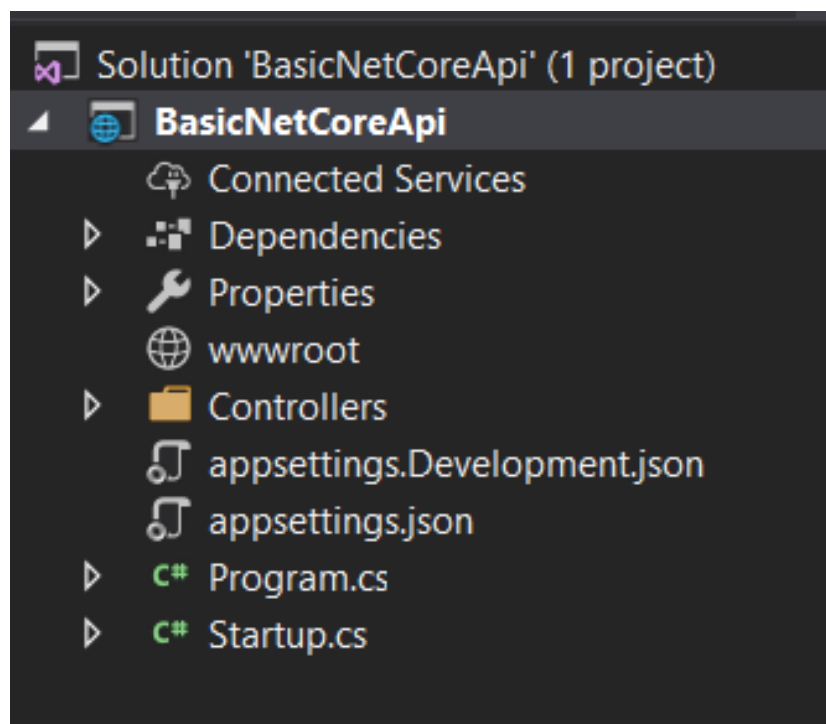 Solution 'BasicNetCoreApi' (1 project)
BasicNetCoreApi
Connected Services
Dependencies
Properties
wwwroot
Controllers
appsettings.Development.json
appsettings.json
C# Program.cs
C# Startup.cs